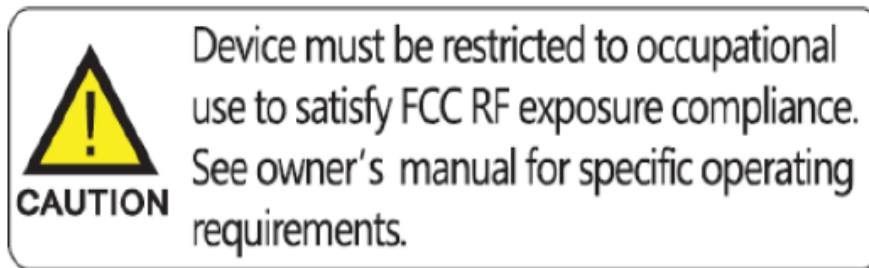 Device must be restricted to occupational
use to satisfy FCC RF exposure compliance.
See owner's manual for specific operating
requirements.
CAUTION